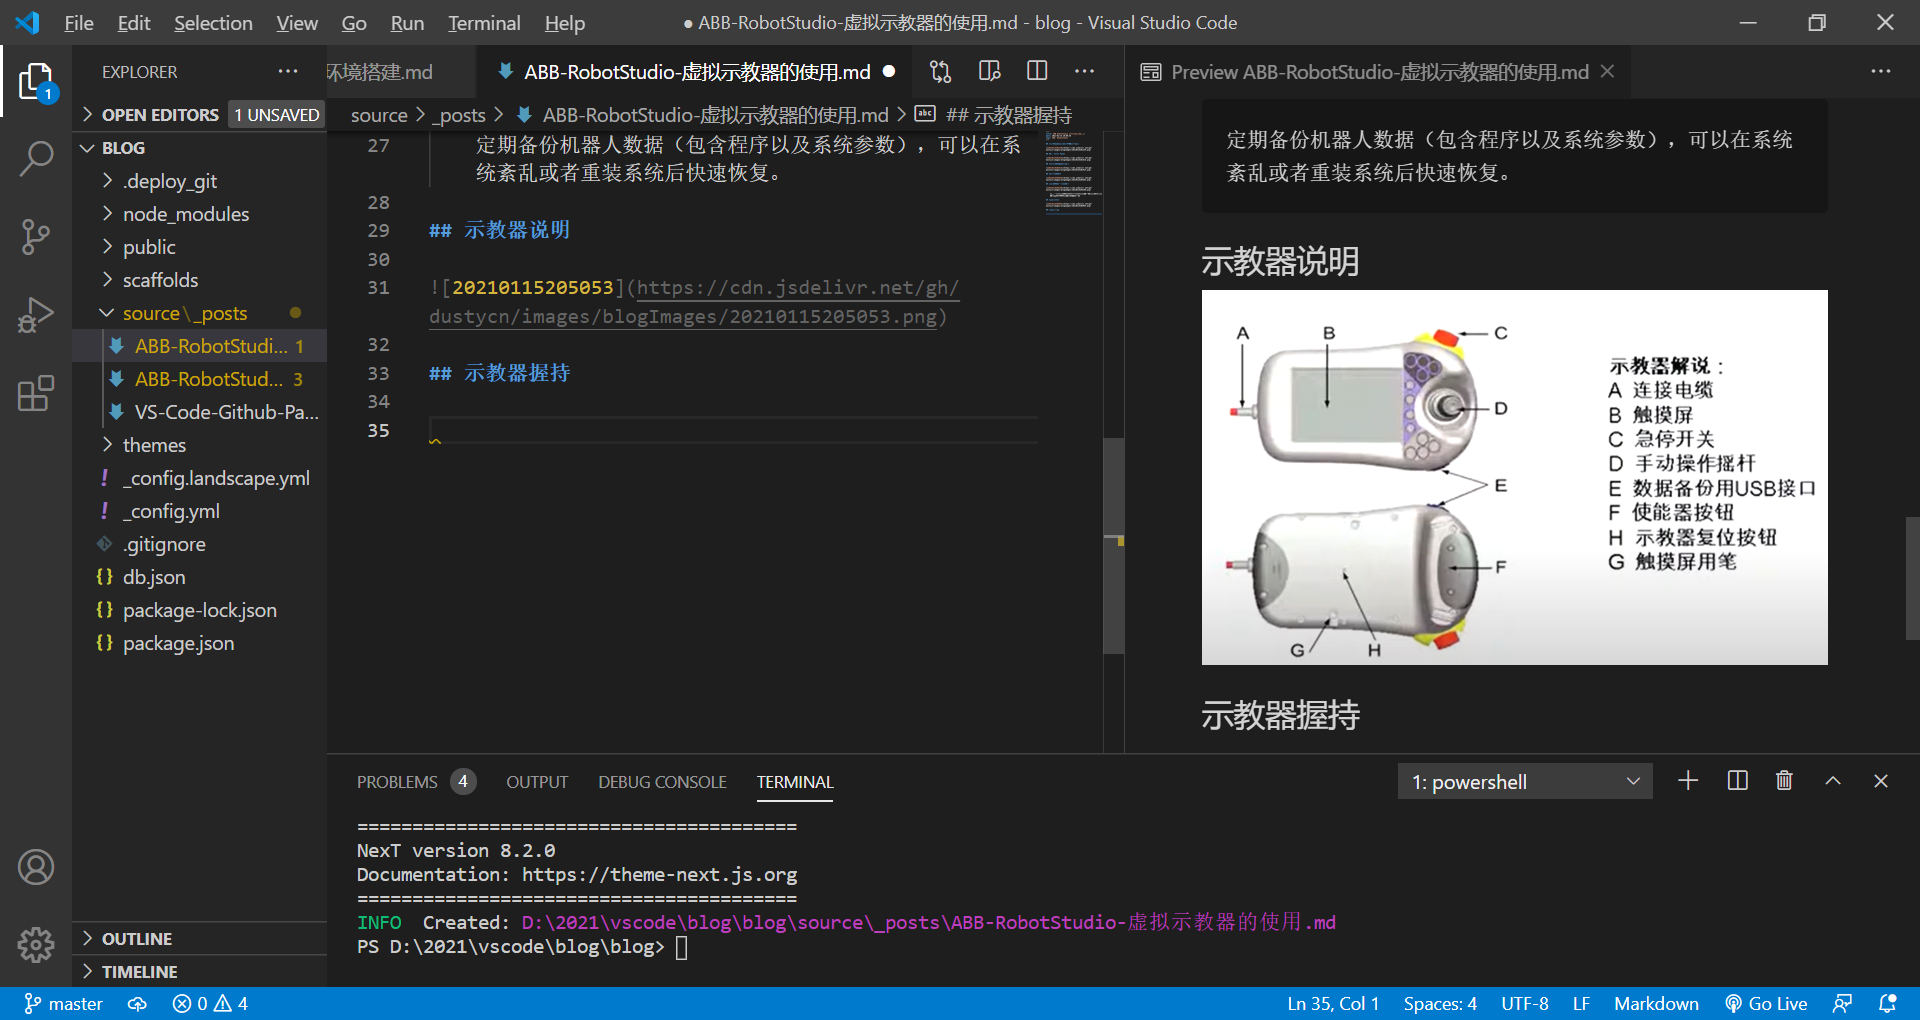 File Edit Selection View Go Run Terminal Help
● ABB-RobotStudio-虚拟示教器的使用.md - blog - Visual Studio Code
1
EXPLORER
OPEN EDITORS 1 UNSAVED
BLOG
.deploy_git
node_modules
public
scaffolds
source\_posts
ABB-RobotStudi... 1
ABB-RobotStud... 3
VS-Code-Github-Pa...
themes
! _config.landscape.yml
! _config.yml
.gitignore
{} db.json
{} package-lock.json
{} package.json
OUTLINE
TIMELINE
环境搭建.md
ABB-RobotStudio-虚拟示教器的使用.md ●
source > _posts > ABB-RobotStudio-虚拟示教器的使用.md > abc ## 示教器握持
27 定期备份机器人数据（包含程序以及系统参数），可以在系
统紊乱或者重装系统后快速恢复。
28
29 ## 示教器说明
30
31 ![20210115205053](https://cdn.jsdelivr.net/gh/
dustycn/images/blogImages/20210115205053.png)
32
33 ## 示教器握持
34
35
Preview ABB-RobotStudio-虚拟示教器的使用.md
定期备份机器人数据（包含程序以及系统参数），可以在系统
紊乱或者重装系统后快速恢复。
示教器说明
A B C
D
E
F
G H
示教器解说：
A 连接电缆
B 触摸屏
C 急停开关
D 手动操作摇杆
E 数据备份用USB接口
F 使能器按钮
H 示教器复位按钮
G 触摸屏用笔
示教器握持
PROBLEMS 4 OUTPUT DEBUG CONSOLE TERMINAL
1: powershell
========================================
NexT version 8.2.0
Documentation: https://theme-next.js.org
========================================
INFO  Created: D:\2021\vscode\blog\blog\source\_posts\ABB-RobotStudio-虚拟示教器的使用.md
PS D:\2021\vscode\blog\blog>
master 0 4
Ln 35, Col 1 Spaces: 4 UTF-8 LF Markdown Go Live